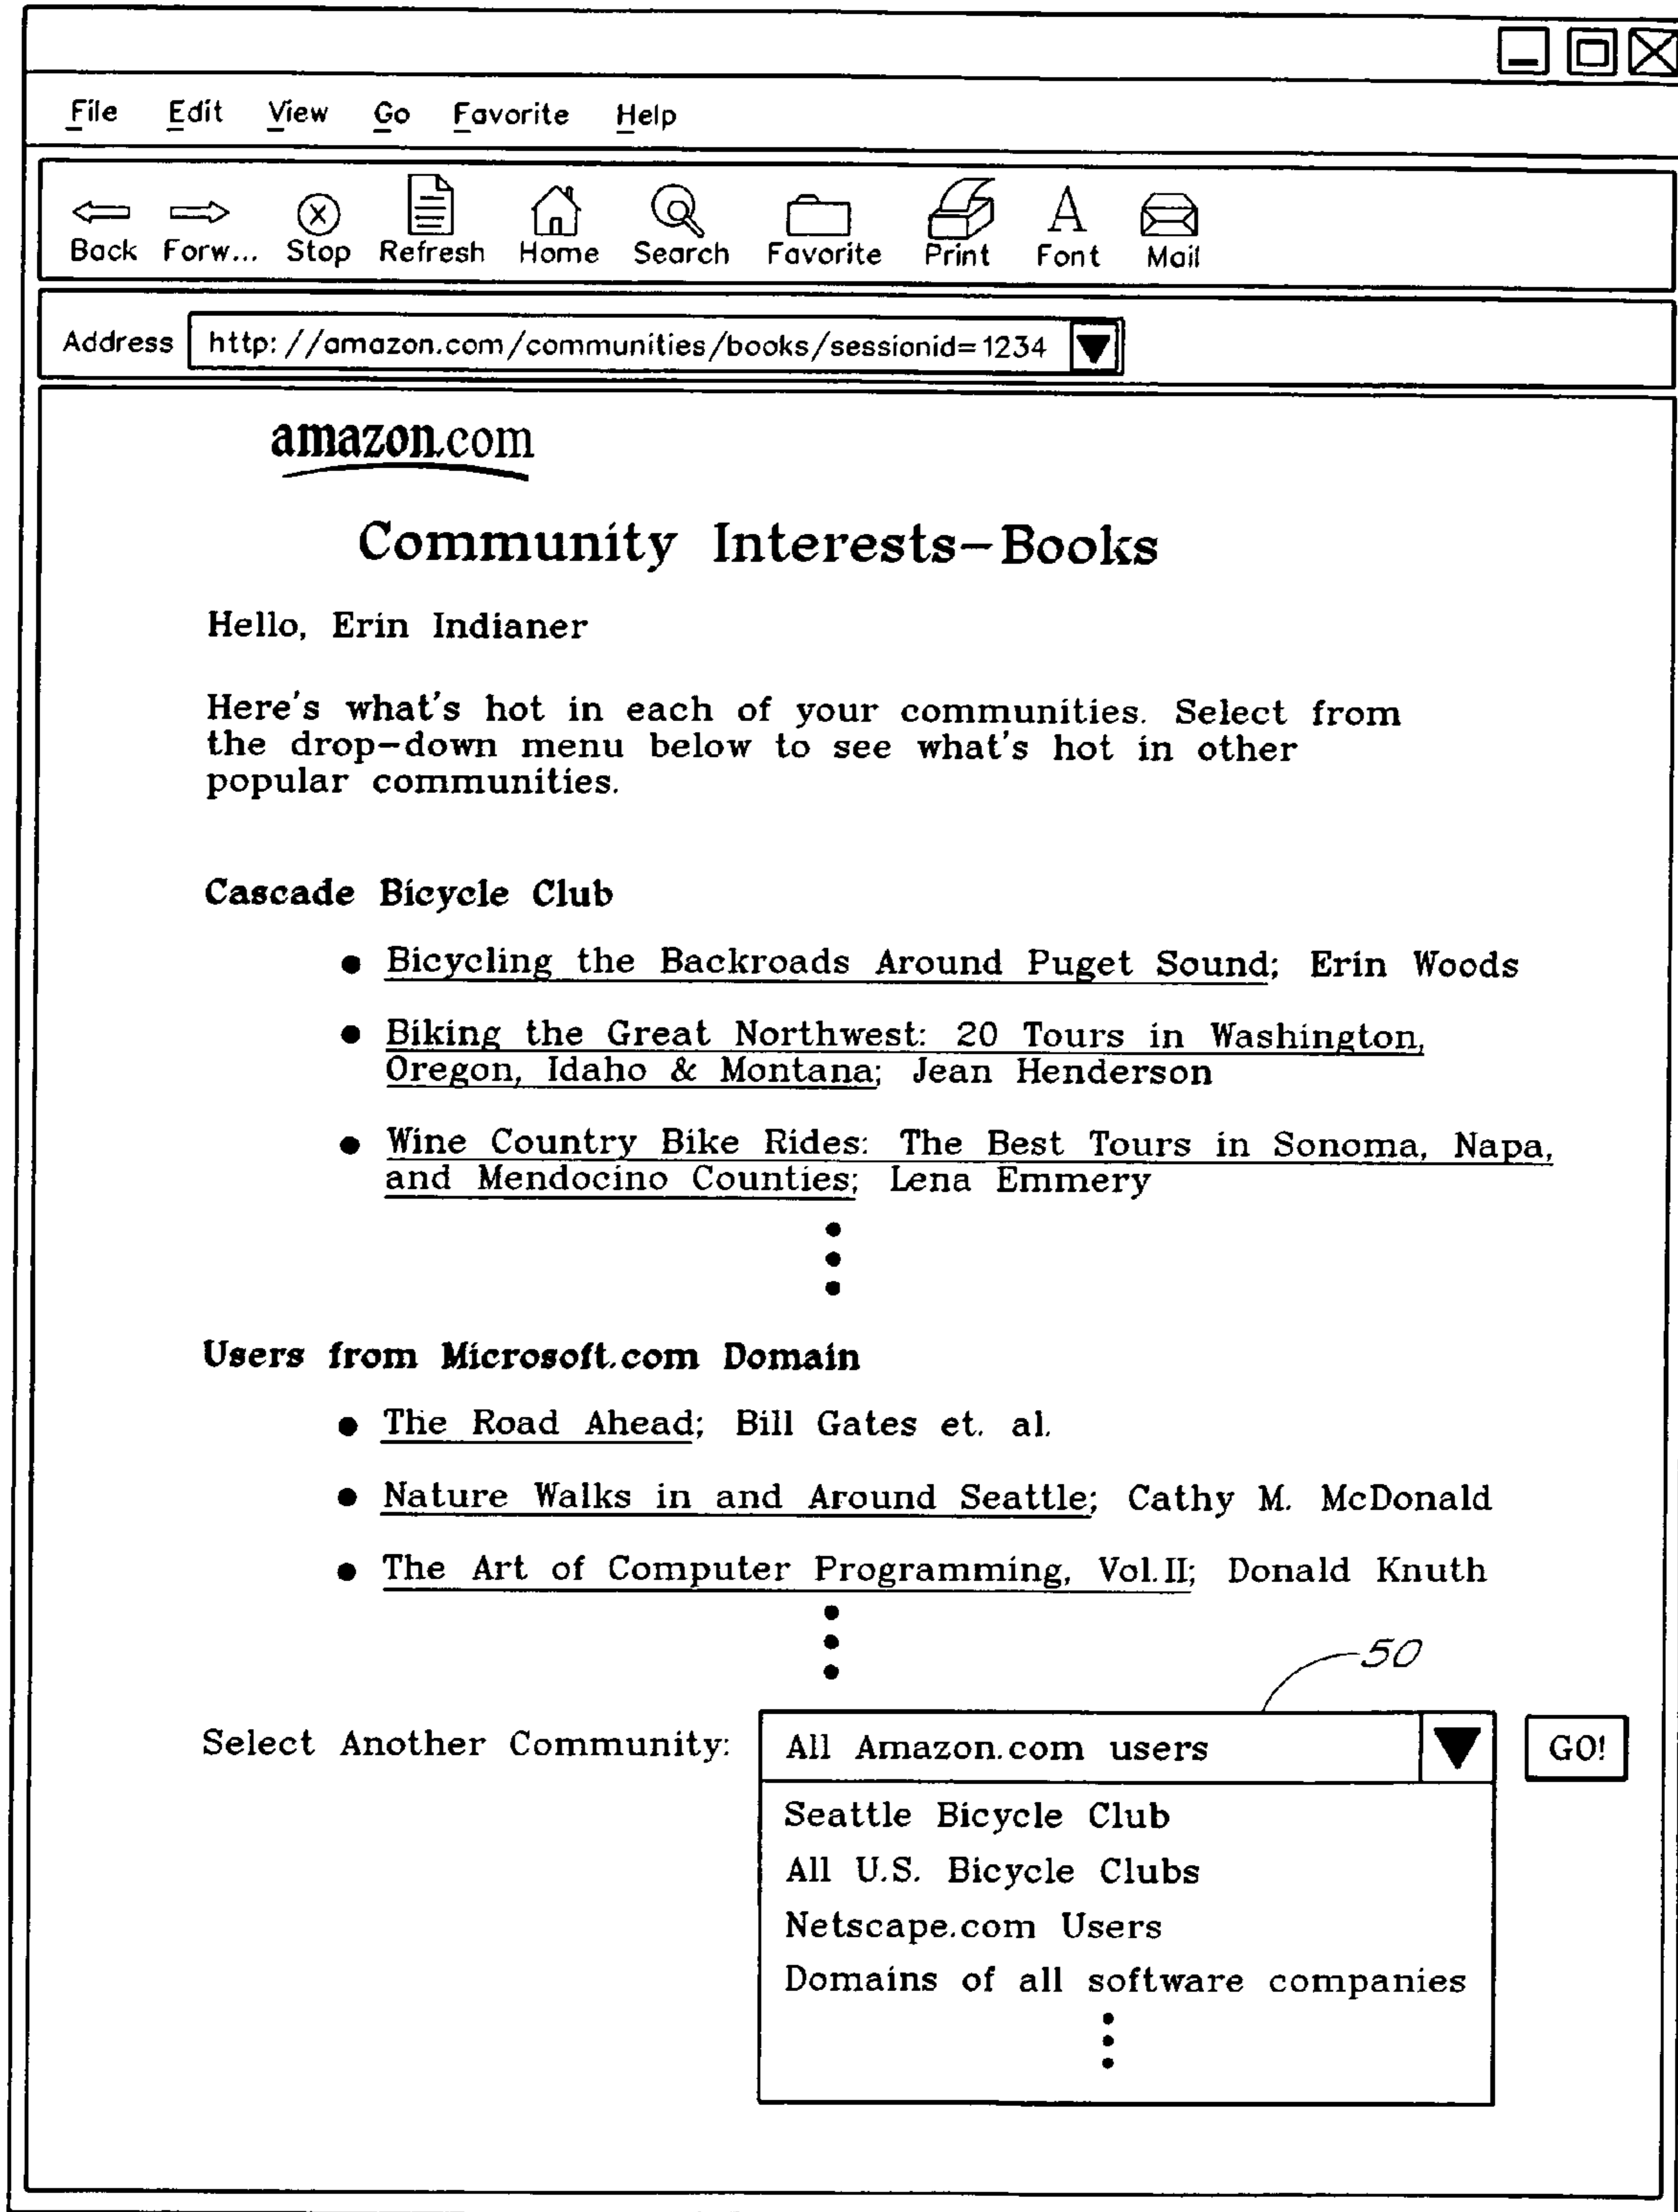 File Edit View Go Favorite Help
Back Forw... Stop Refresh Home Search Favorite Print Font Mail
Address http://amazon.com/communities/books/sessionid=1234
amazon.com
Community Interests-Books
Hello, Erin Indianer
Here's what's hot in each of your communities. Select from
the drop-down menu below to see what's hot in other
popular communities.
Cascade Bicycle Club
• Bicycling the Backroads Around Puget Sound; Erin Woods
• Biking the Great Northwest: 20 Tours in Washington,
Oregon, Idaho & Montana; Jean Henderson
• Wine Country Bike Rides: The Best Tours in Sonoma, Napa,
and Mendocino Counties; Lena Emmery
Users from Microsoft.com Domain
• The Road Ahead; Bill Gates et. al.
• Nature Walks in and Around Seattle; Cathy M. McDonald
• The Art of Computer Programming, Vol.II; Donald Knuth
50
Select Another Community: All Amazon.com users GO!
Seattle Bicycle Club
All U.S. Bicycle Clubs
Netscape.com Users
Domains of all software companies